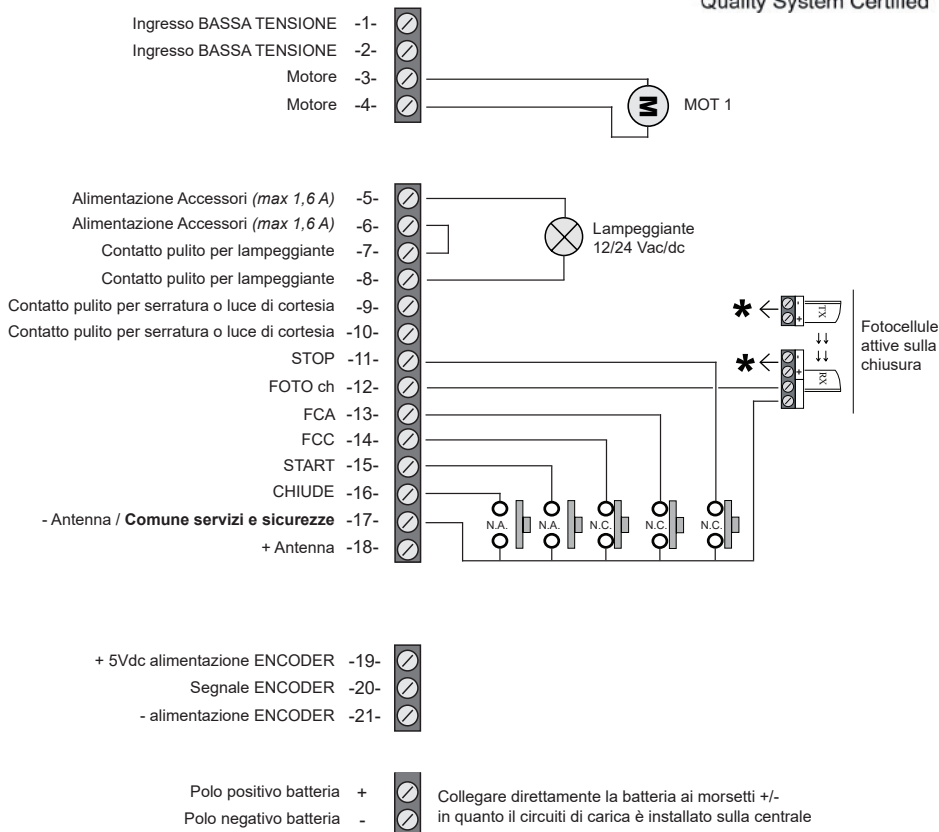 Quality System Certified
Ingresso BASSA TENSIONE -1-
Ingresso BASSA TENSIONE -2-
Motore -3-
Motore -4-
M
MOT 1
Alimentazione Accessori (max 1,6 A) -5-
Alimentazione Accessori (max 1,6 A) -6-
Contatto pulito per lampeggiante -7-
Contatto pulito per lampeggiante -8-
Contatto pulito per serratura o luce di cortesia -9-
Contatto pulito per serratura o luce di cortesia -10-
STOP -11-
FOTO ch -12-
FCA -13-
FCC -14-
START -15-
CHIUDE -16-
- Antenna / Comune servizi e sicurezze -17-
+ Antenna -18-
Lampeggiante
12/24 Vac/dc
* - + TX
* - + RX
Fotocellule
attive sulla
chiusura
N.A. N.A. N.C. N.C. N.C.
+ 5Vdc alimentazione ENCODER -19-
Segnale ENCODER -20-
- alimentazione ENCODER -21-
Polo positivo batteria +
Polo negativo batteria -
Collegare direttamente la batteria ai morsetti +/-
in quanto il circuiti di carica è installato sulla centrale